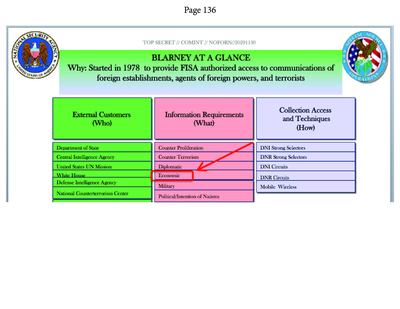 Page 136
TOP SECRET // COMINT // NOFORN//20291130
BLARNEY AT A GLANCE
Why: Started in 1978 to provide FISA authorized access to communications of
foreign establishments, agents of foreign powers, and terrorists
External Customers
(Who)
Information Requirements
(What)
Collection Access
and Techniques
(How)
Department of State
Central Intelligence Agency
United States UN Mission
White House
Defense Intelligence Agency
National Counterterrorism Center
Counter Proliferation
Counter Terrorism
Diplomatic
Economic
Military
Political/Intention of Nations
DNI Strong Selectors
DNR Strong Selectors
DNI Circuits
DNR Circuits
Mobile Wireless